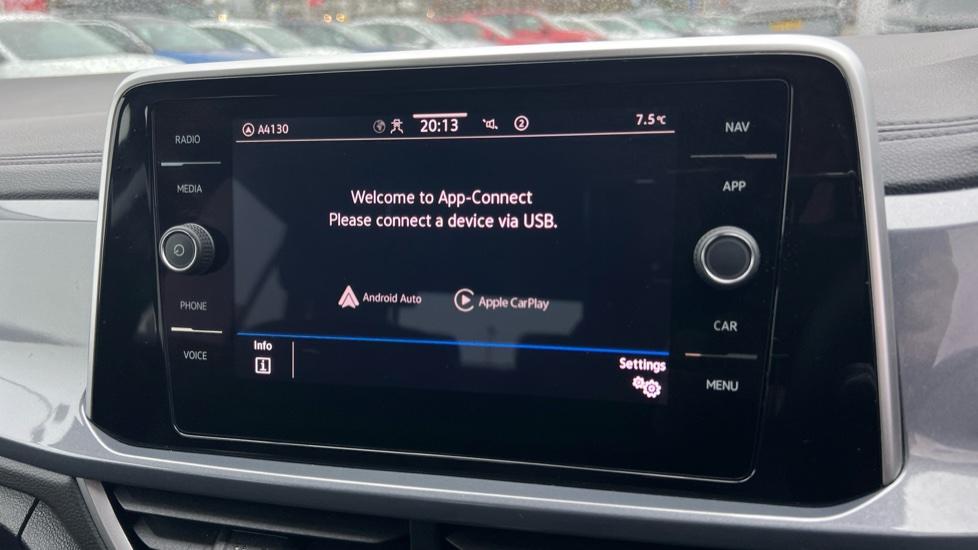 RADIO
MEDIA
PHONE
VOICE
A4130
20:13
2
7.5°C
Welcome to App-Connect
Please connect a device via USB.
Android Auto
Apple CarPlay
Info
i
Settings
NAV
APP
CAR
MENU